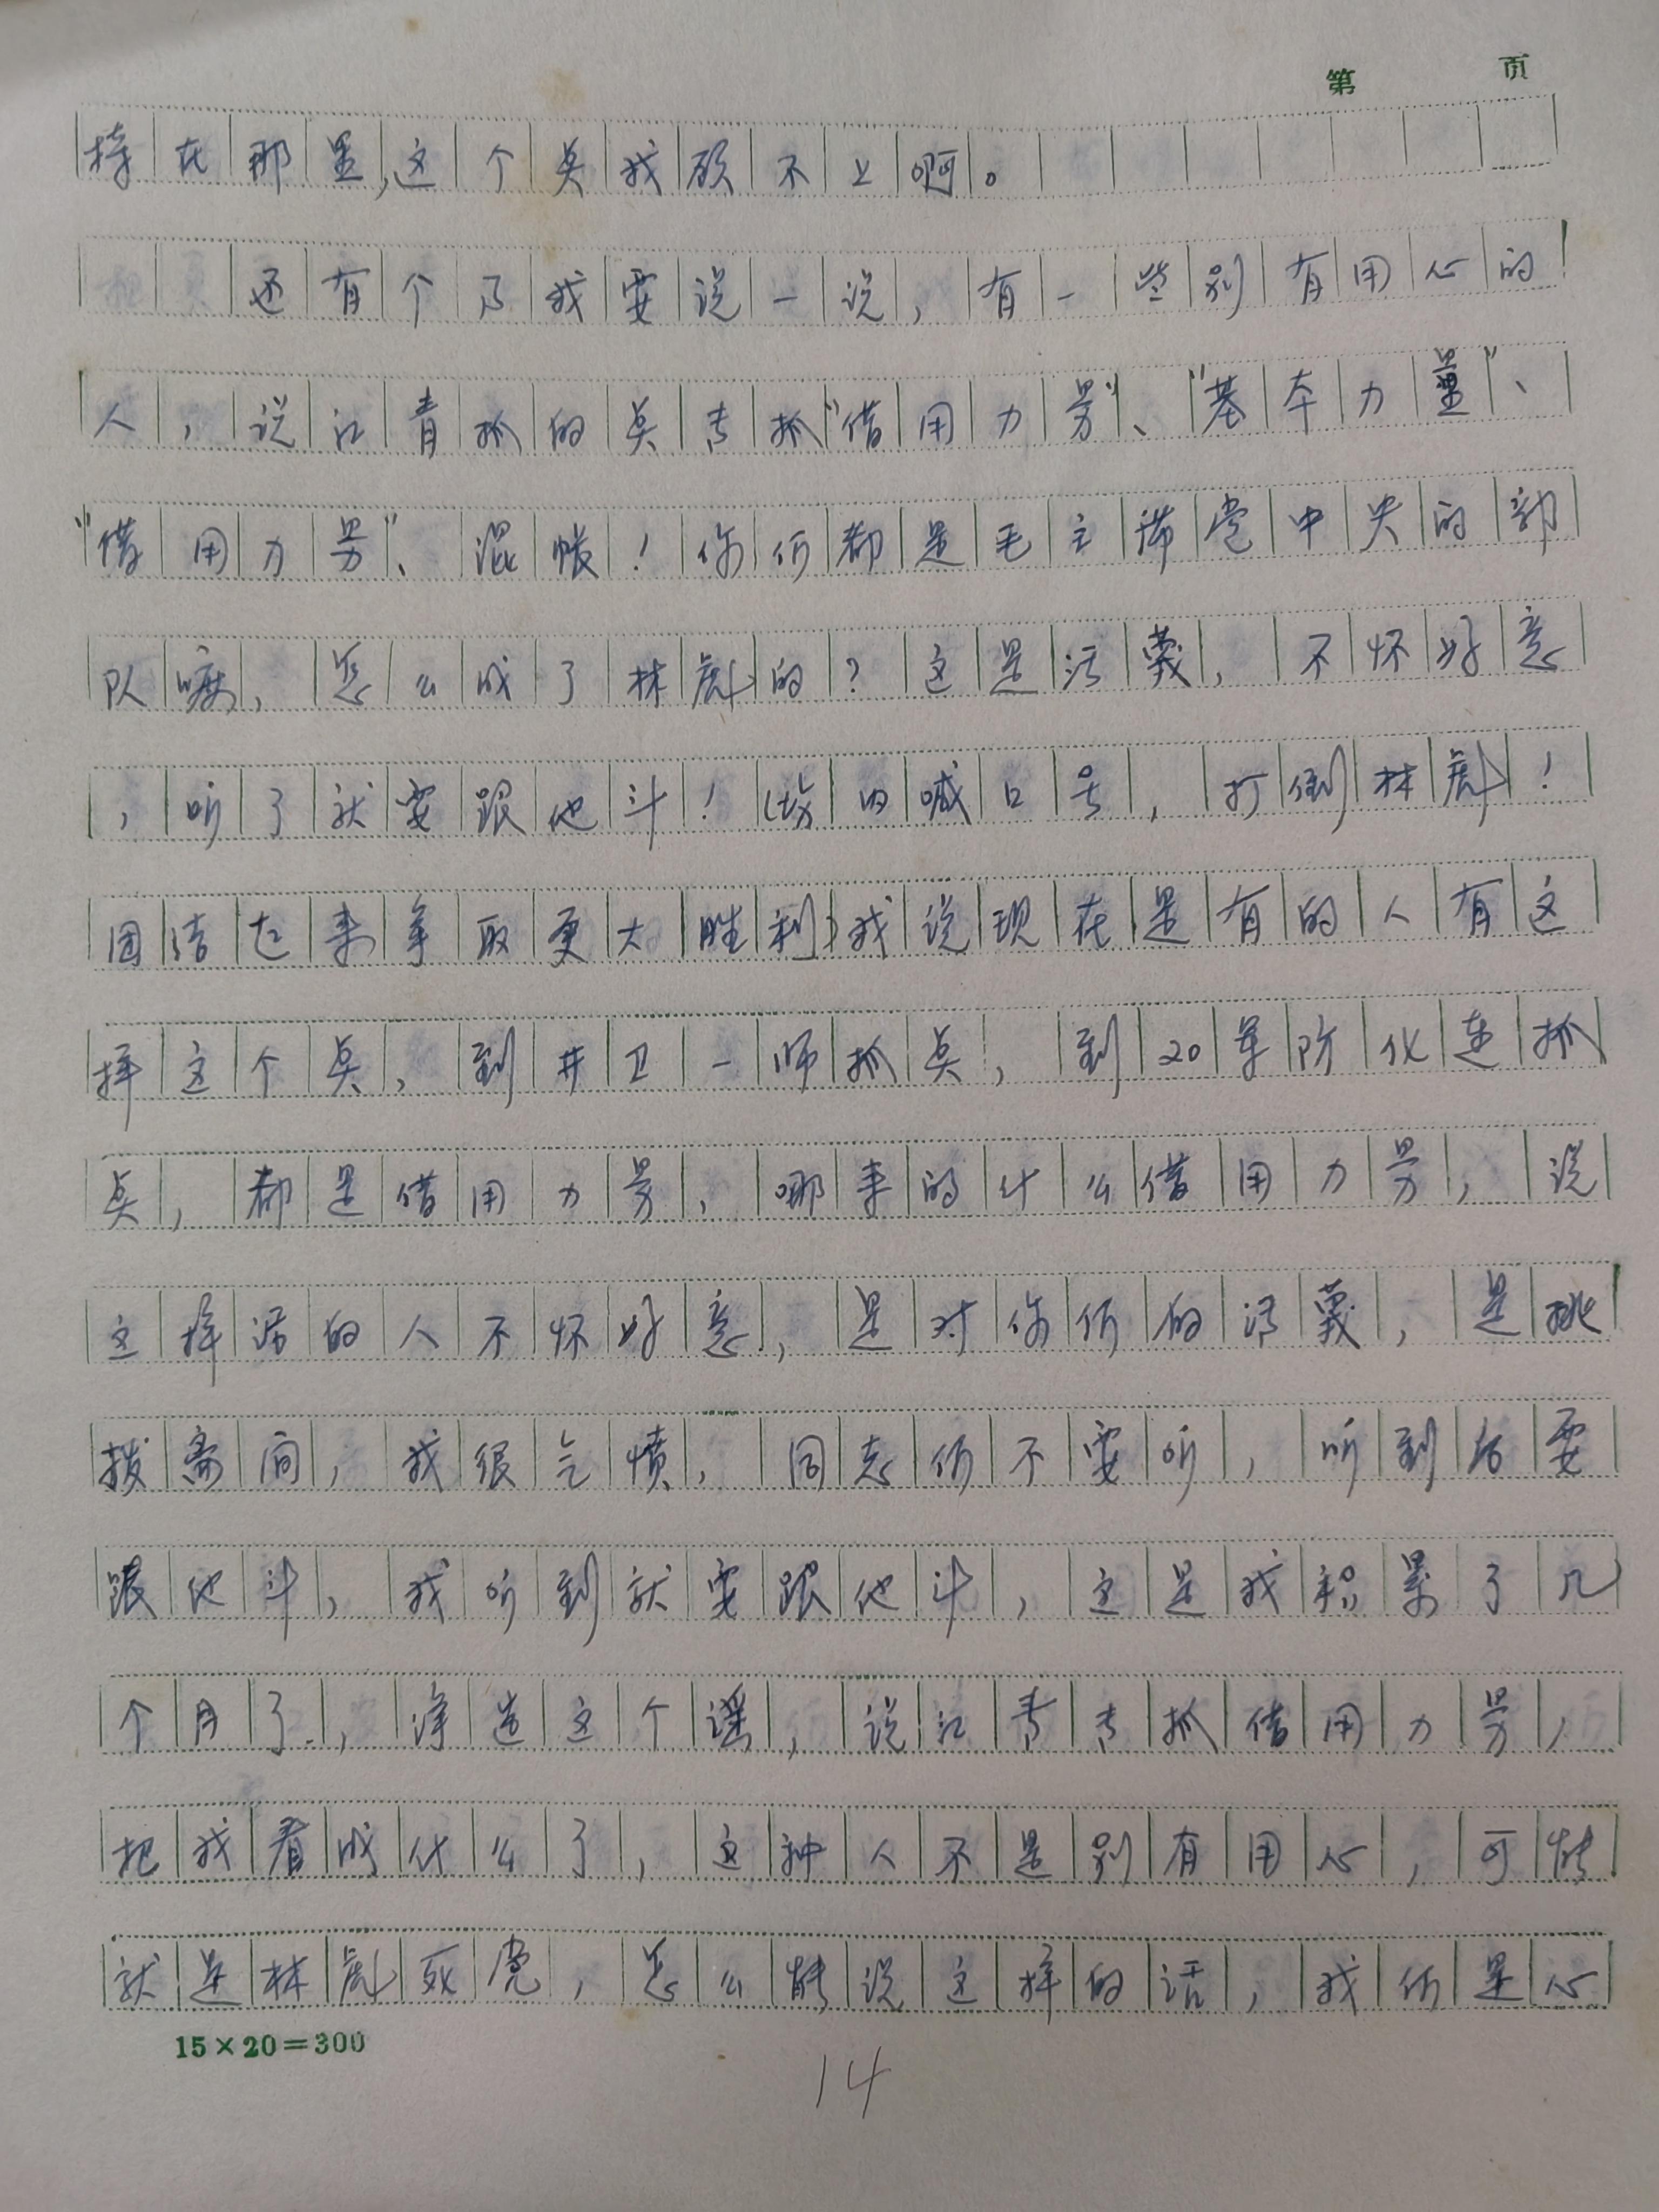 第 页
持在那里,这个点我顾不上啊。
还有个事我要说一说,有一些别有用心的
人,说江青抓的点专抓“借用力量”、“基本力量”、
“借用力量”、混帐!你们都是毛主席党中央的部
队嘛,怎么成了林彪的?这是污蔑,不怀好意
,听了就要跟他斗!(场内喊口号,打倒林彪!
团结起来争取更大胜利)我说现在是有的人有这
样这个点,到井卫一师抓点,到20军防化连抓
点,都是借用力量,哪来的什么借用力量,说
这样话的人不怀好意,是对你们的污蔑,是挑
拨离间,我很气愤,同志们不要听,听到后要
跟他斗,我听到就要跟他斗,这是我积累了几
个月了,净造这个谣,说江青专抓借用力量,
把我看成什么了,这种人不是别有用心,可能
就是林彪死党,怎么能说这样的话,我们是心
15×20=300
14